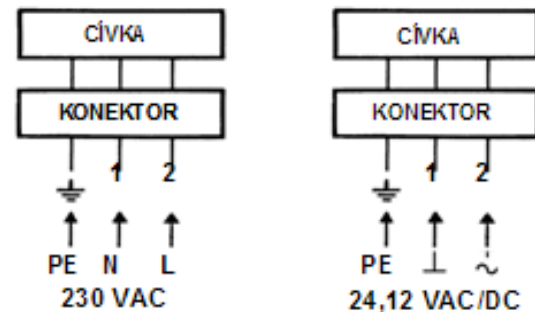 CÍVKA
KONEKTOR
1 2
PE N L
230 VAC
CÍVKA
KONEKTOR
1 2
PE ⊥ ~
24,12 VAC/DC